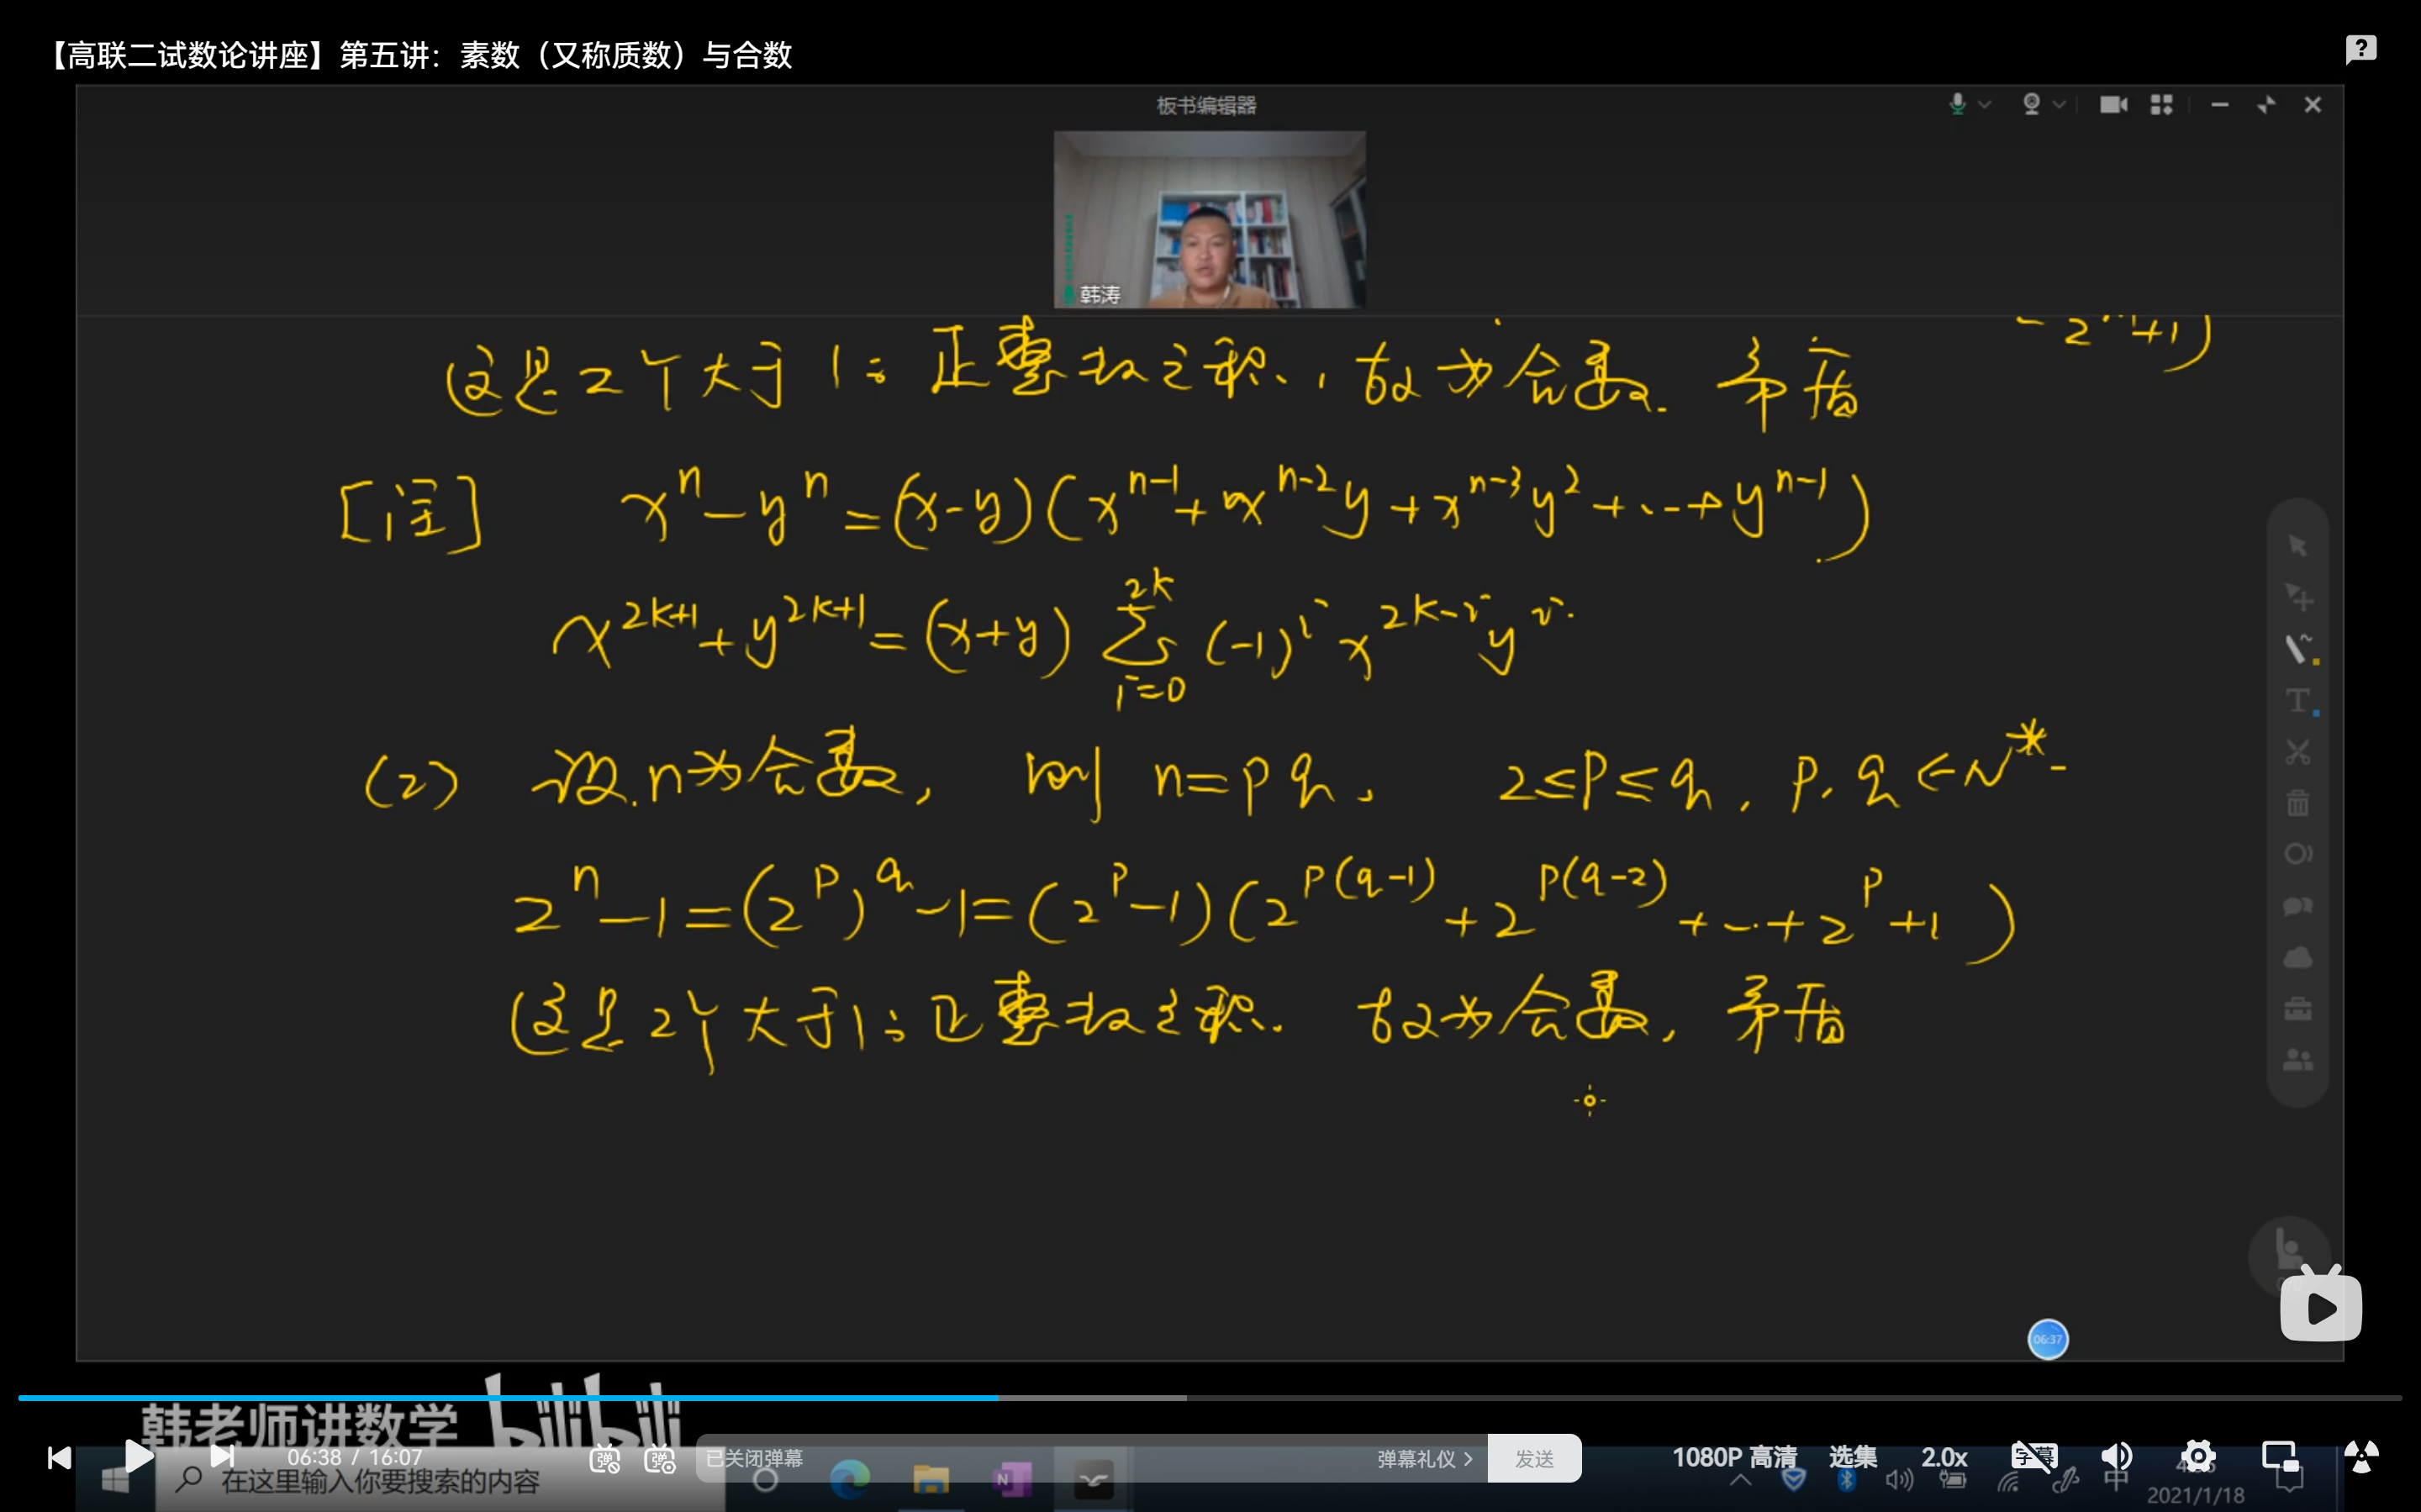 【高联二试数论讲座】第五讲：素数（又称质数）与合数
板书编辑器
韩涛
2^m+1)
这是2个大于1的正整数之积，故为合数. 矛盾
[注] x^n-y^n=(x-y)(x^{n-1}+x^{n-2}y+x^{n-3}y^2+…+y^{n-1})
x^{2k+1}+y^{2k+1}=(x+y)∑_{i=0}^{2k}(-1)^i x^{2k-i}y^i.
(2) 设n为合数, 则 n=pq, 2≤p≤q, p,q∈N*.
2^n-1=(2^p)^q-1=(2^p-1)(2^{p(q-1)}+2^{p(q-2)}+…+2^p+1)
这是2个大于1的正整数之积. 故为合数, 矛盾
06:37
韩老师讲数学 bilibili
06:38 / 16:07
已关闭弹幕
弹幕礼仪 >
发送
1080P 高清
选集
2.0x
字幕
在这里输入你要搜索的内容
中
2021/1/18